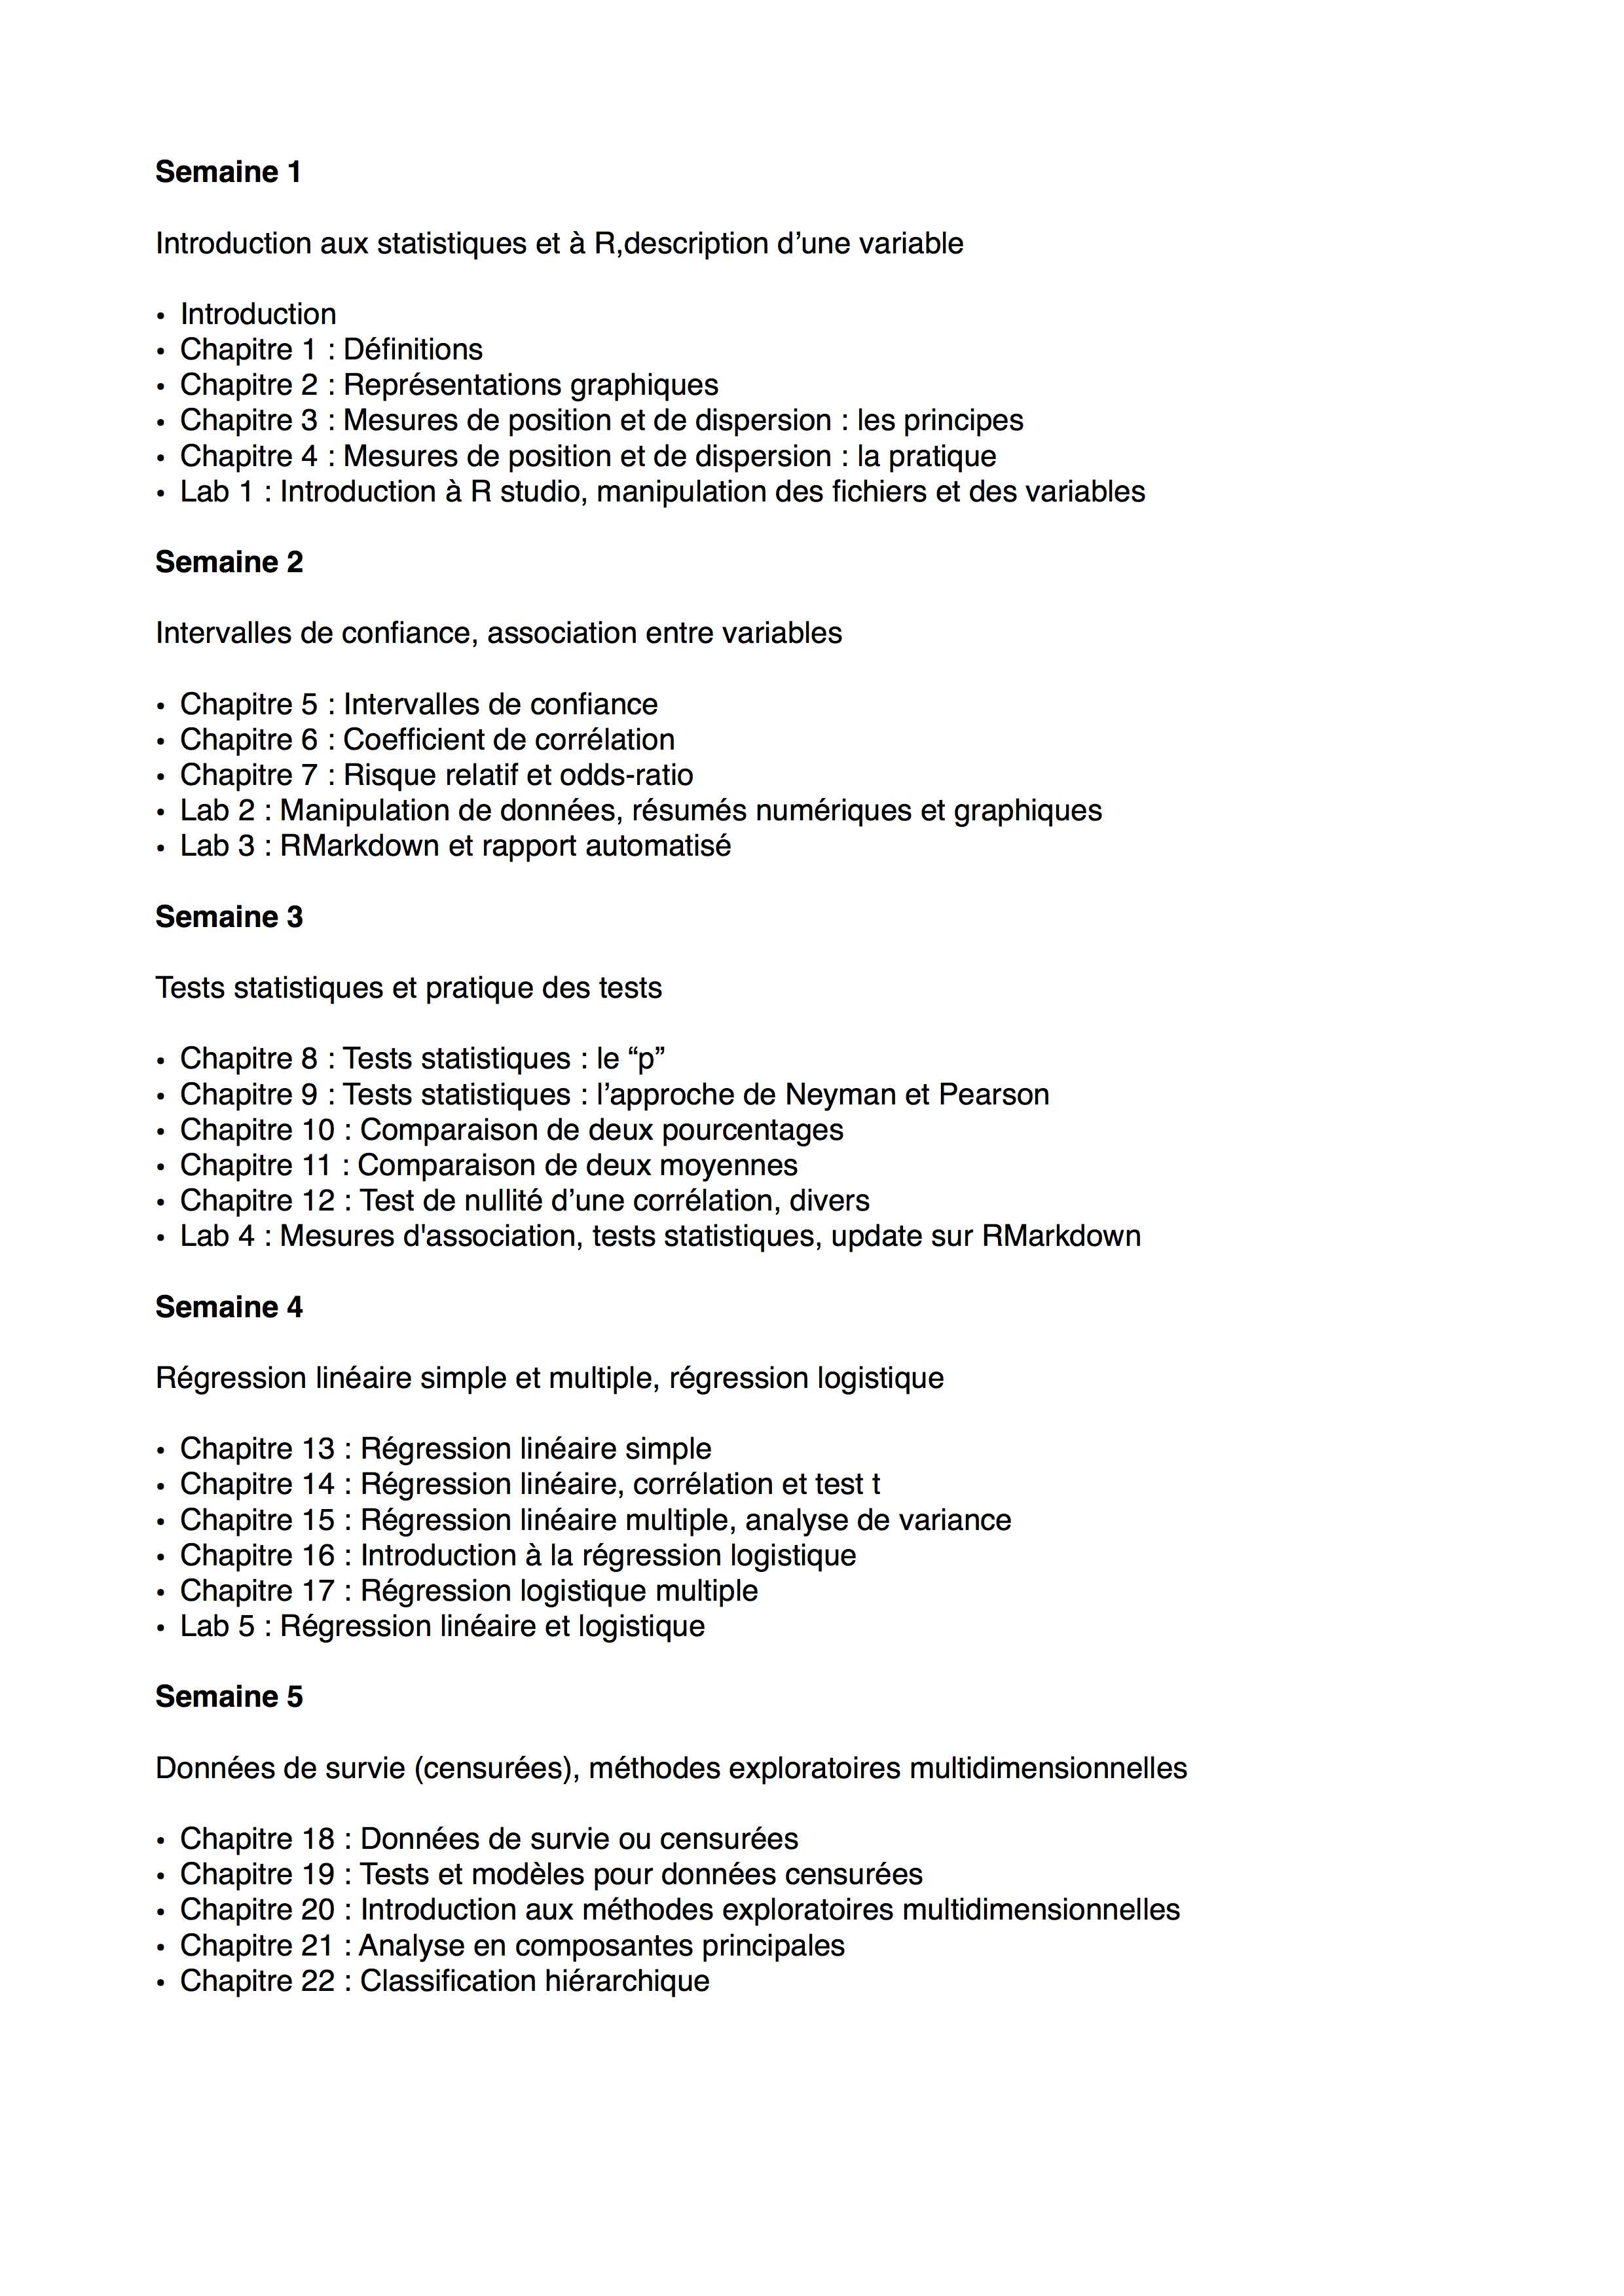 Semaine 1
Introduction aux statistiques et à R,description d’une variable
• Introduction
• Chapitre 1 : Définitions
• Chapitre 2 : Représentations graphiques
• Chapitre 3 : Mesures de position et de dispersion : les principes
• Chapitre 4 : Mesures de position et de dispersion : la pratique
• Lab 1 : Introduction à R studio, manipulation des fichiers et des variables
Semaine 2
Intervalles de confiance, association entre variables
• Chapitre 5 : Intervalles de confiance
• Chapitre 6 : Coefficient de corrélation
• Chapitre 7 : Risque relatif et odds-ratio
• Lab 2 : Manipulation de données, résumés numériques et graphiques
• Lab 3 : RMarkdown et rapport automatisé
Semaine 3
Tests statistiques et pratique des tests
• Chapitre 8 : Tests statistiques : le “p”
• Chapitre 9 : Tests statistiques : l’approche de Neyman et Pearson
• Chapitre 10 : Comparaison de deux pourcentages
• Chapitre 11 : Comparaison de deux moyennes
• Chapitre 12 : Test de nullité d’une corrélation, divers
• Lab 4 : Mesures d'association, tests statistiques, update sur RMarkdown
Semaine 4
Régression linéaire simple et multiple, régression logistique
• Chapitre 13 : Régression linéaire simple
• Chapitre 14 : Régression linéaire, corrélation et test t
• Chapitre 15 : Régression linéaire multiple, analyse de variance
• Chapitre 16 : Introduction à la régression logistique
• Chapitre 17 : Régression logistique multiple
• Lab 5 : Régression linéaire et logistique
Semaine 5
Données de survie (censurées), méthodes exploratoires multidimensionnelles
• Chapitre 18 : Données de survie ou censurées
• Chapitre 19 : Tests et modèles pour données censurées
• Chapitre 20 : Introduction aux méthodes exploratoires multidimensionnelles
• Chapitre 21 : Analyse en composantes principales
• Chapitre 22 : Classification hiérarchique